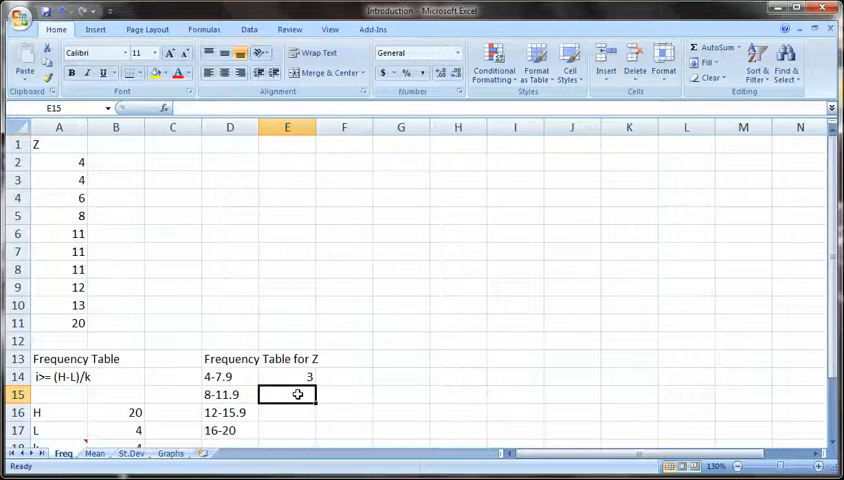 Introduction - Microsoft Excel
Home Insert Page Layout Formulas Data Review View Add-Ins
Calibri 11 A A Wrap Text General AutoSum
Paste B I U A Merge & Center $ % , Conditional Formatting Format as Table Cell Styles Insert Delete Format Fill Clear Sort & Filter Find & Select
Clipboard Font Alignment Number Styles Cells Editing
E15 fx
A B C D E F G H I J K L M N
1 Z
2 4
3 4
4 6
5 8
6 11
7 11
8 11
9 12
10 13
11 20
12
13 Frequency Table Frequency Table for Z
14 i>= (H-L)/k 4-7.9 3
15 8-11.9
16 H 20 12-15.9
17 L 4 16-20
18 k 4
Freq Mean St.Dev Graphs
Ready 130%